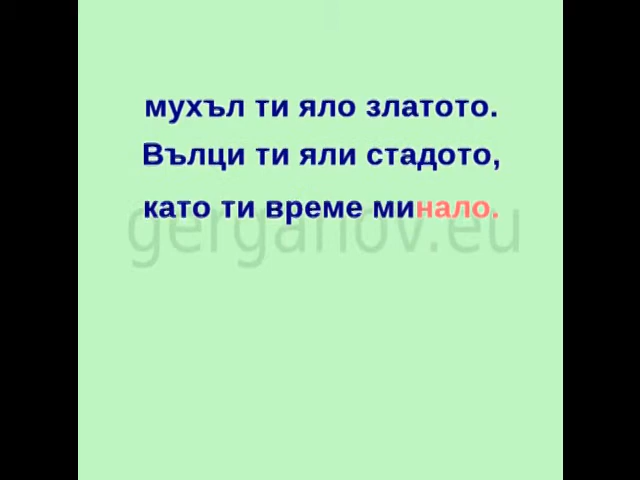 мухъл ти яло златото.
Вълци ти яли стадото,
като ти време минало.
gerganov.eu